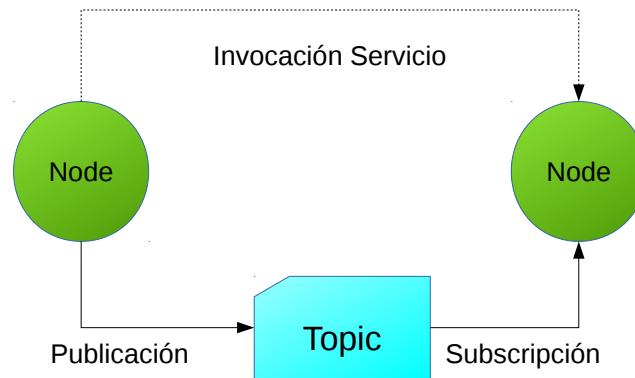 Invocación Servicio
Node
Node
Topic
Publicación
Subscripción